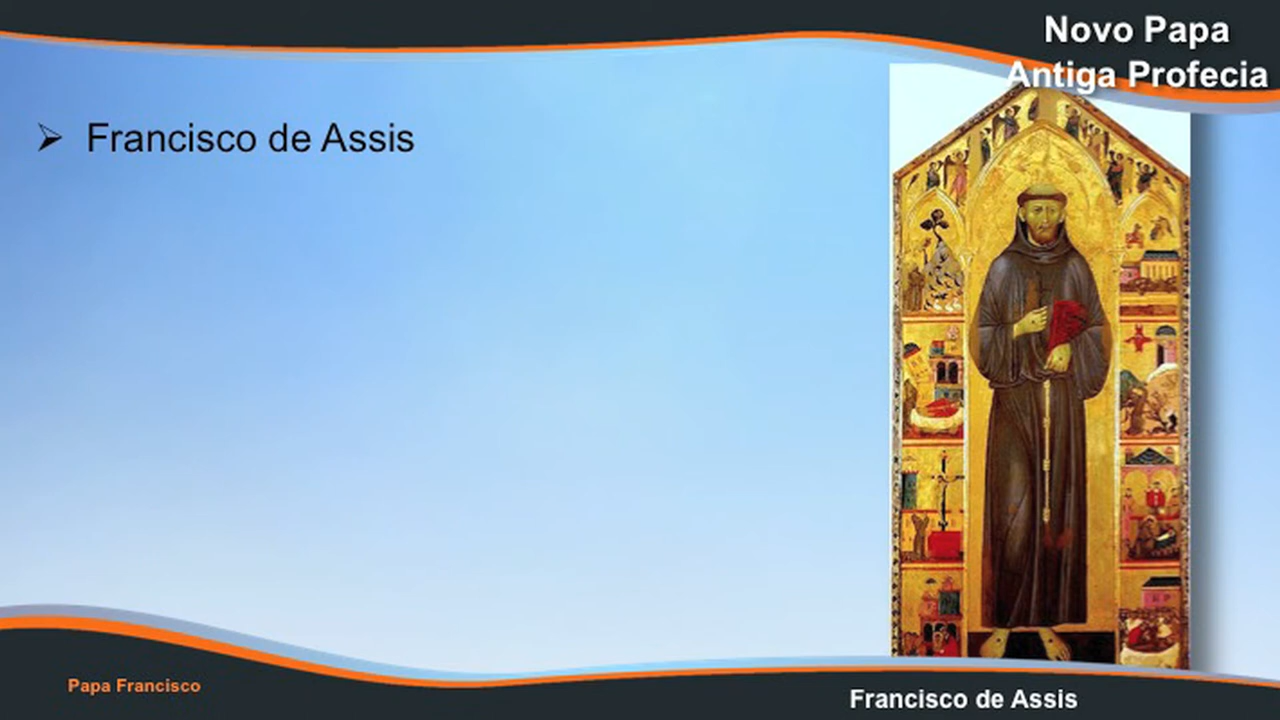 Novo Papa
Antiga Profecia
➢ Francisco de Assis
Papa Francisco
Francisco de Assis